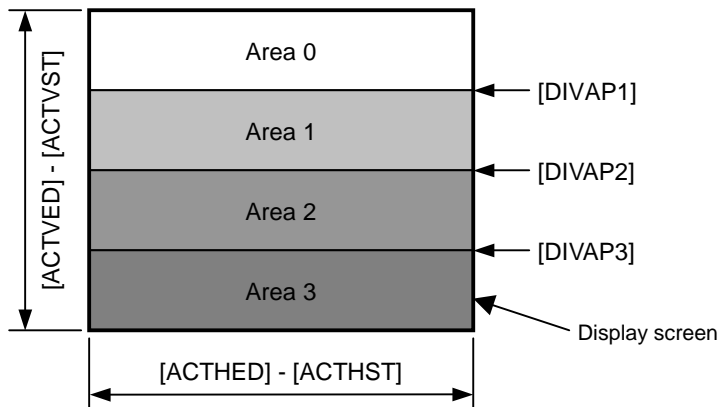 Area 0
[DIVAP1]
Area 1
[DIVAP2]
Area 2
[DIVAP3]
Area 3
[ACTVED] - [ACTVST]
Display screen
[ACTHED] - [ACTHST]